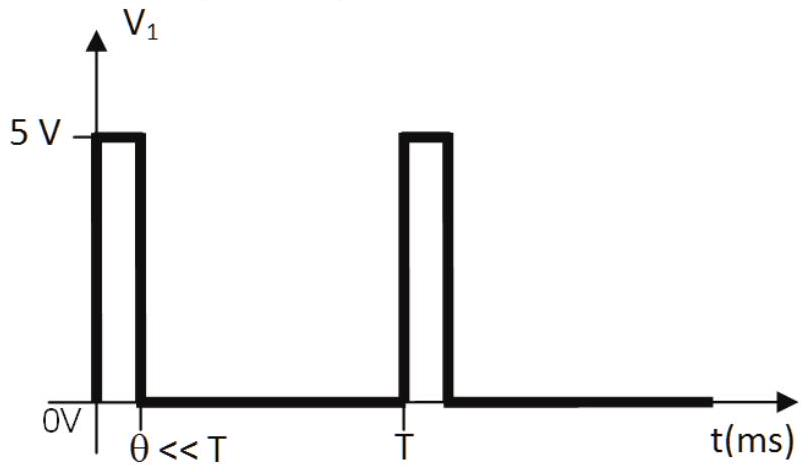 V₁
5 V
0V
θ << T
T
t(ms)